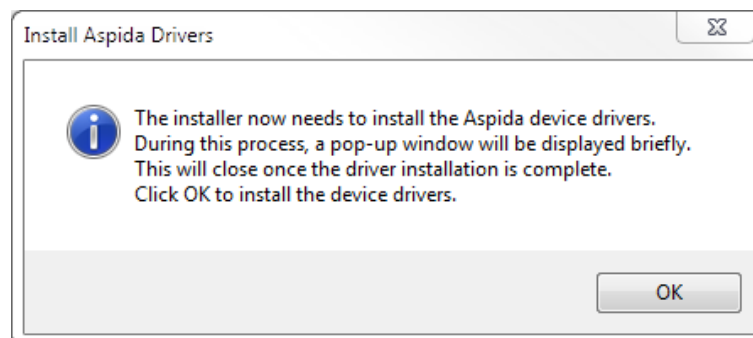 Install Aspida Drivers
The installer now needs to install the Aspida device drivers.
During this process, a pop-up window will be displayed briefly.
This will close once the driver installation is complete.
Click OK to install the device drivers.
OK